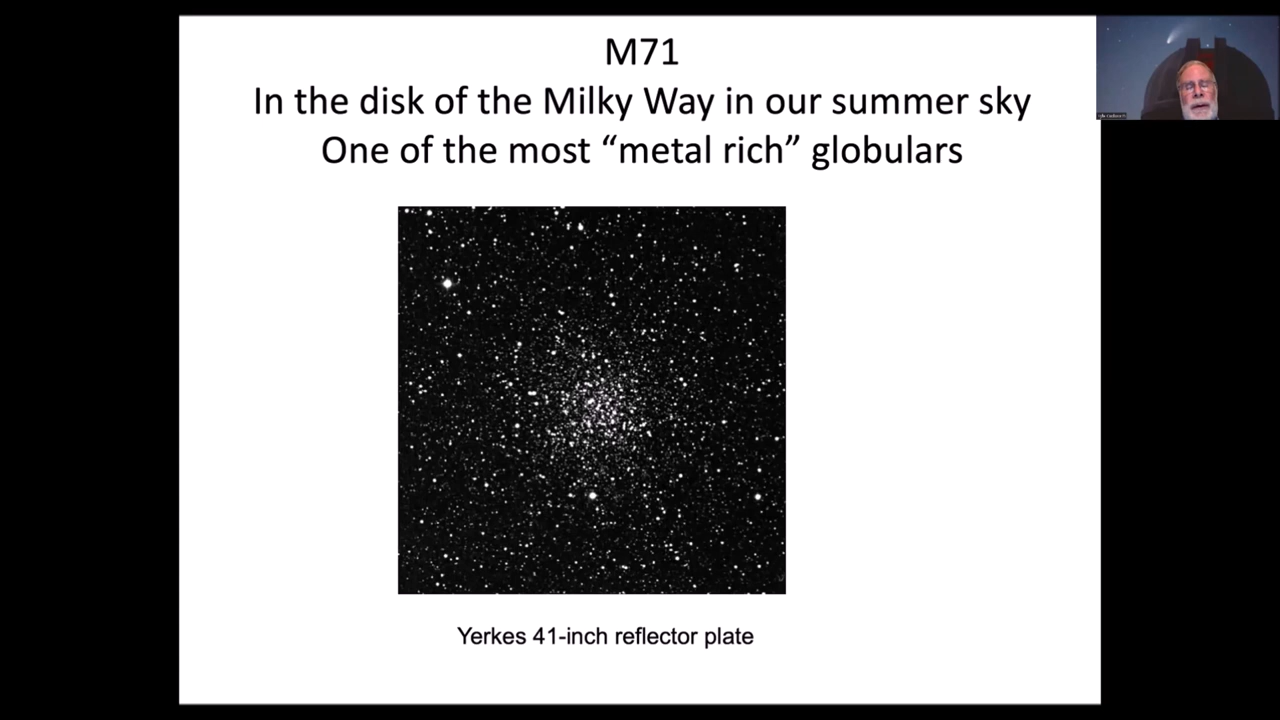 M71
In the disk of the Milky Way in our summer sky
One of the most “metal rich” globulars
Yerkes 41-inch reflector plate